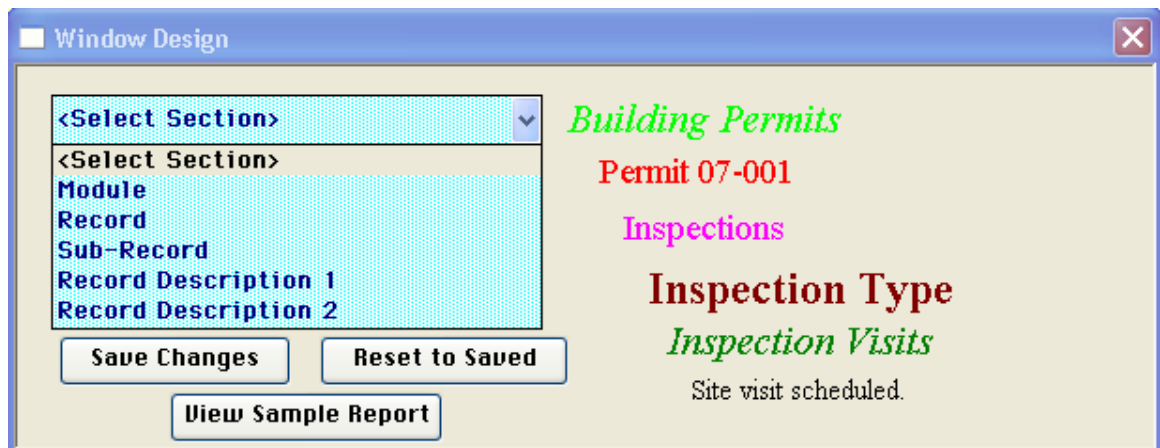 Window Design
<Select Section>
<Select Section>
Module
Record
Sub-Record
Record Description 1
Record Description 2
Save Changes
Reset to Saved
View Sample Report
Building Permits
Permit 07-001
Inspections
Inspection Type
Inspection Visits
Site visit scheduled.